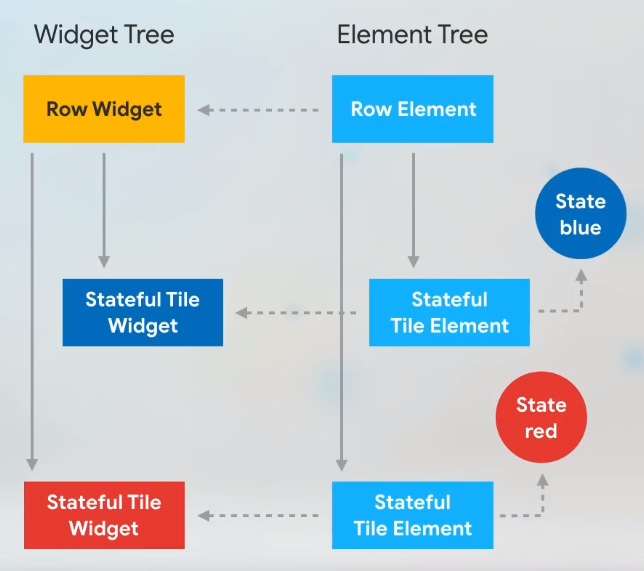 Widget Tree
Element Tree
Row Widget
Row Element
State
blue
Stateful Tile
Widget
Stateful
Tile Element
State
red
Stateful Tile
Widget
Stateful
Tile Element